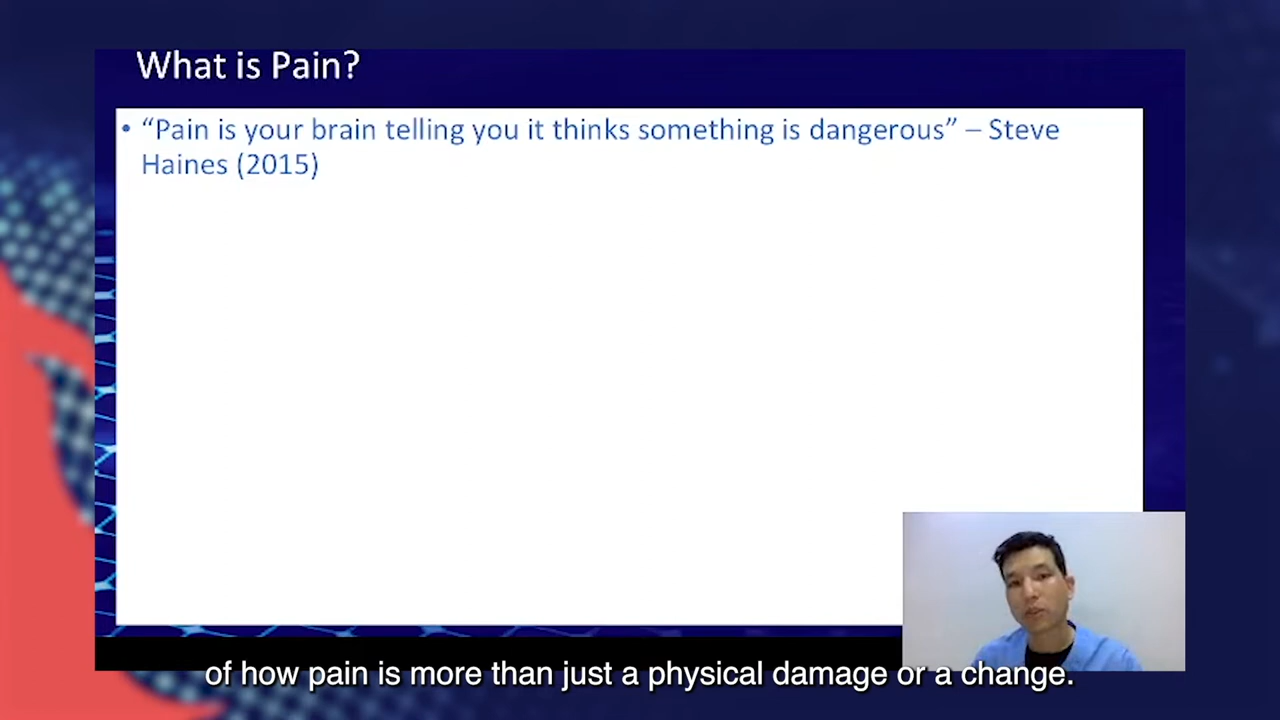 What is Pain?
• “Pain is your brain telling you it thinks something is dangerous” – Steve
Haines (2015)
of how pain is more than just a physical damage or a change.